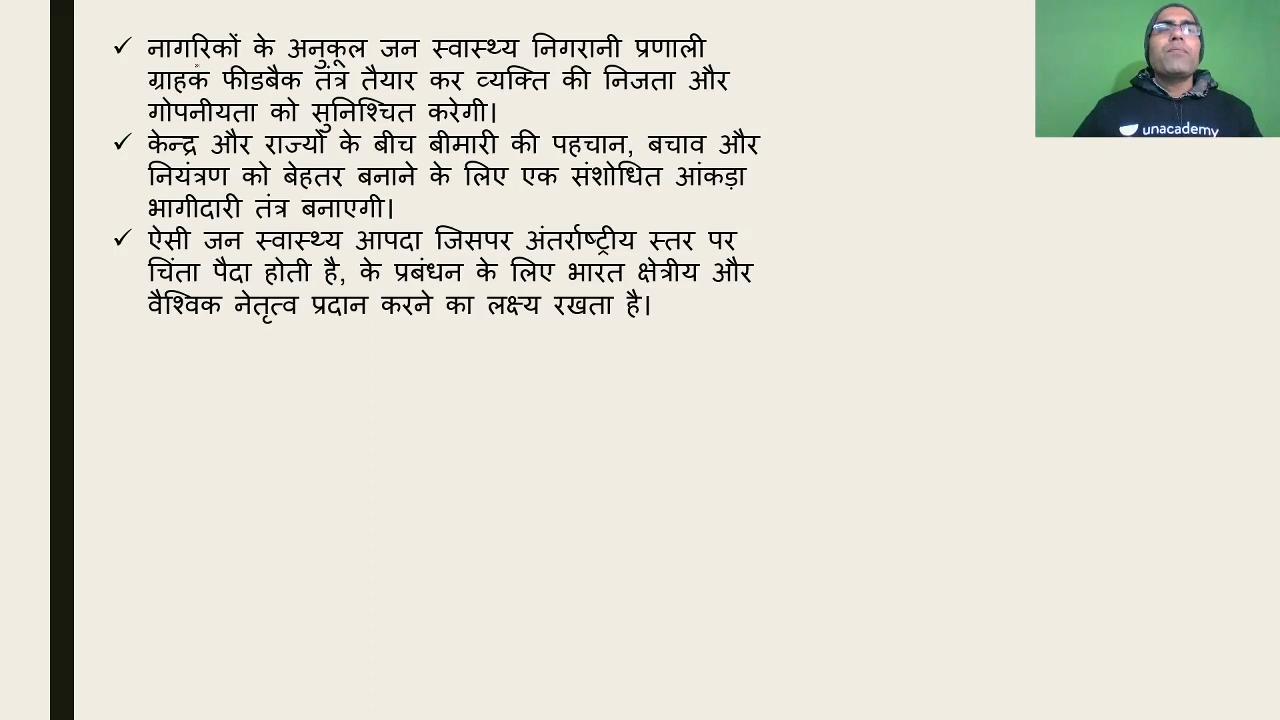 ✓ नागरिकों के अनुकूल जन स्वास्थ्य निगरानी प्रणाली
ग्राहक फीडबैक तंत्र तैयार कर व्यक्ति की निजता और
गोपनीयता को सुनिश्चित करेगी।
✓ केन्द्र और राज्यों के बीच बीमारी की पहचान, बचाव और
नियंत्रण को बेहतर बनाने के लिए एक संशोधित आंकड़ा
भागीदारी तंत्र बनाएगी।
✓ ऐसी जन स्वास्थ्य आपदा जिसपर अंतर्राष्ट्रीय स्तर पर
चिंता पैदा होती है, के प्रबंधन के लिए भारत क्षेत्रीय और
वैश्विक नेतृत्व प्रदान करने का लक्ष्य रखता है।
unacademy